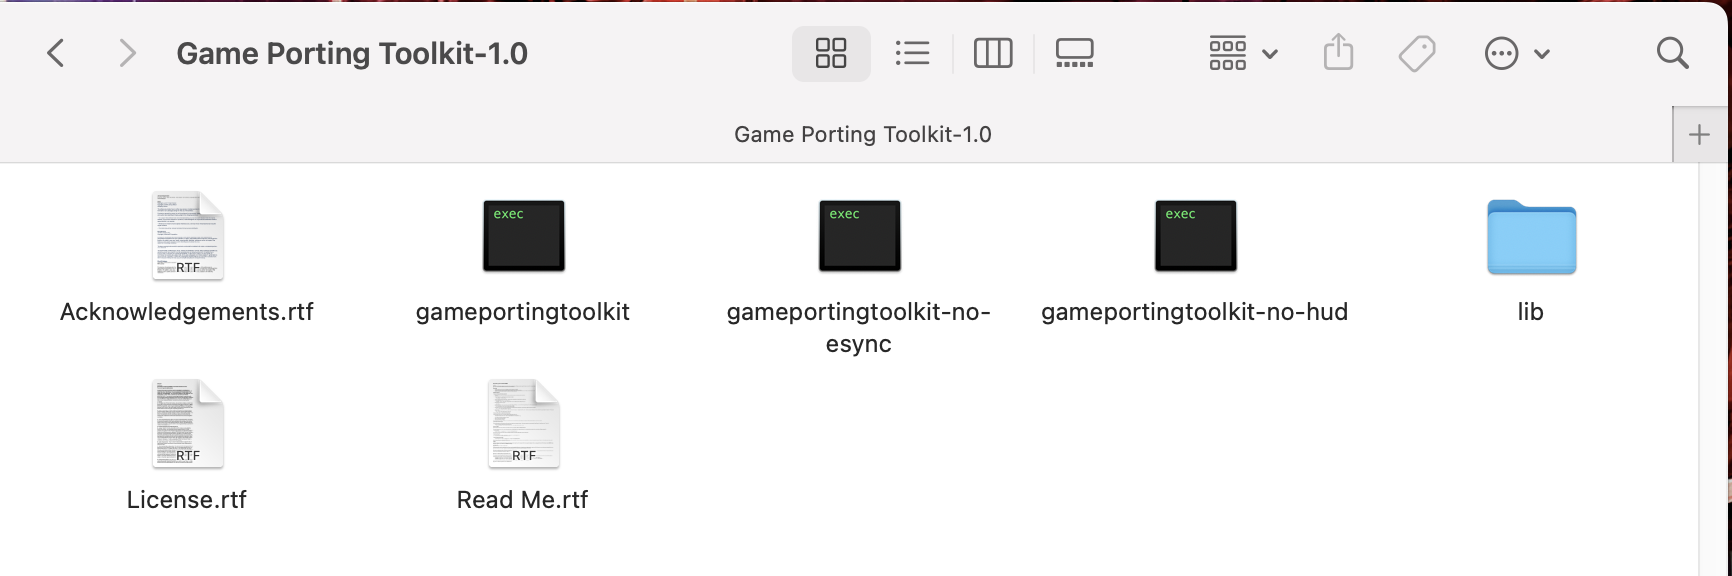 Game Porting Toolkit-1.0
Game Porting Toolkit-1.0
exec
exec
exec
RTF
Acknowledgements.rtf
gameportingtoolkit
gameportingtoolkit-no-
esync
gameportingtoolkit-no-hud
lib
RTF
RTF
License.rtf
Read Me.rtf